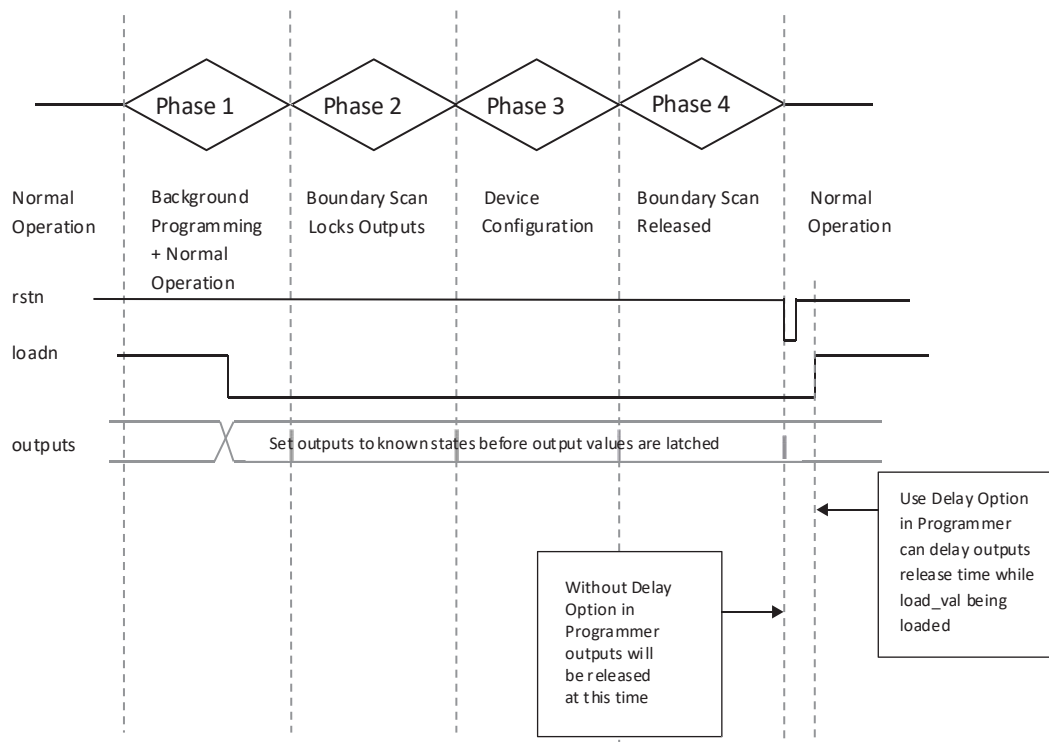 Phase 1
Phase 2
Phase 3
Phase 4
Normal
Operation
Background
Programming
+ Normal
Operation
Boundary Scan
Locks Outputs
Device
Configuration
Boundary Scan
Released
Normal
Operation
rstn
loadn
outputs
Set outputs to known states before output values are latched
Use Delay Option
in Programmer
can delay outputs
release time while
load_val being
loaded
Without Delay
Option in
Programmer
outputs will
be released
at this time